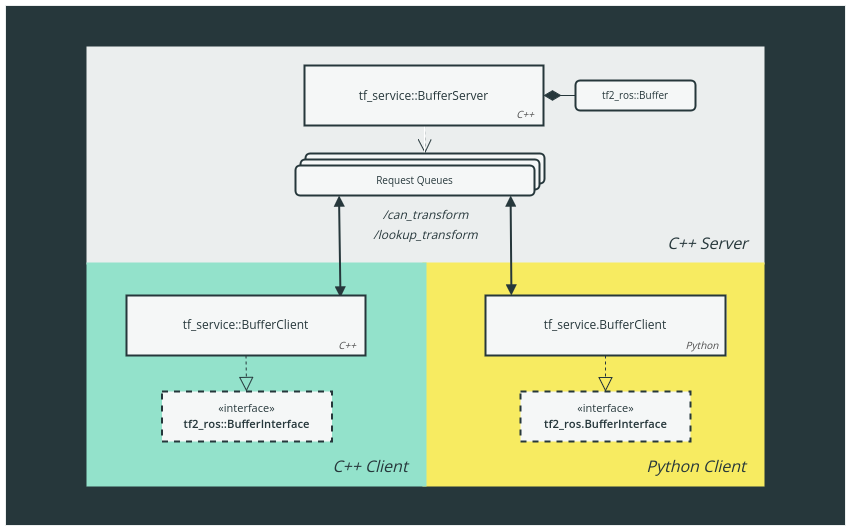 tf_service::BufferServer
C++
tf2_ros::Buffer
Request Queues
/can_transform
/lookup_transform
C++ Server
tf_service::BufferClient
C++
tf_service.BufferClient
Python
«interface»
tf2_ros::BufferInterface
«interface»
tf2_ros.BufferInterface
C++ Client
Python Client